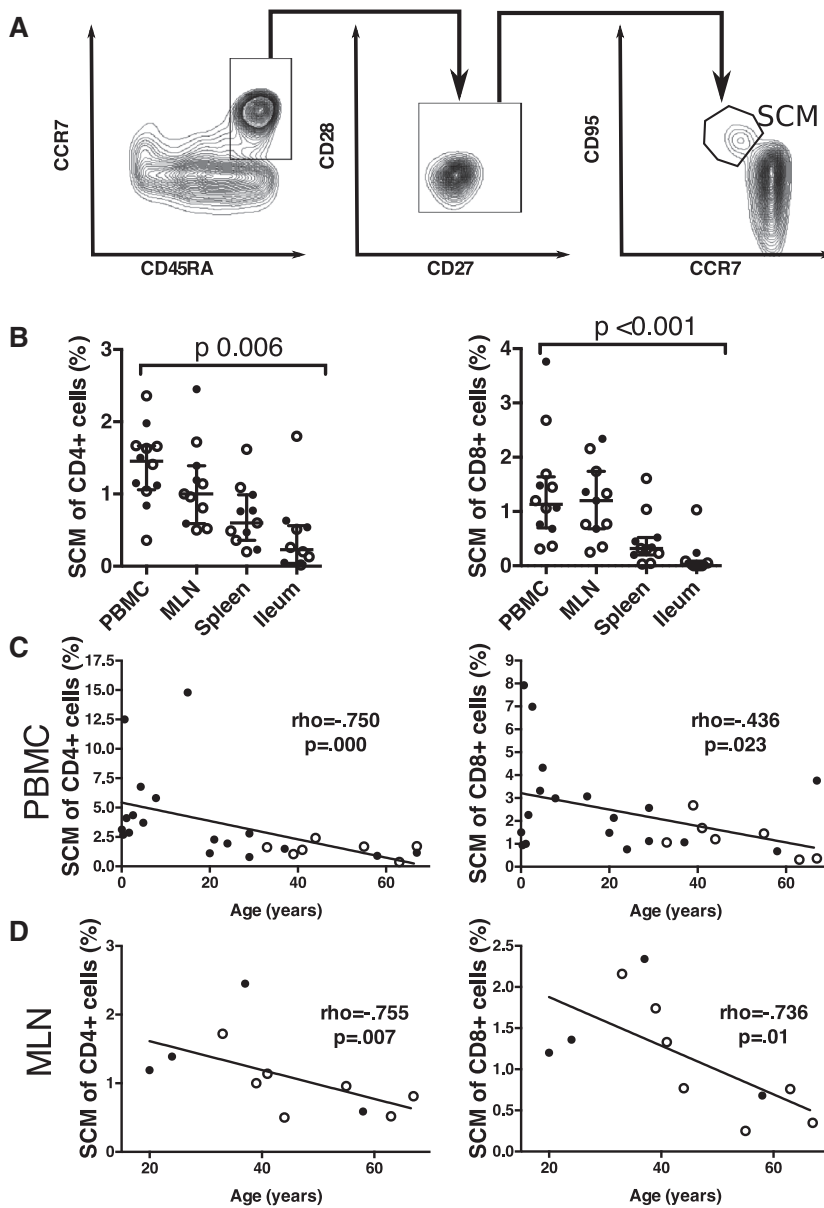 A
CCR7
CD45RA
CD28
CD27
CD95
SCM
CCR7
B
SCM of CD4+ cells (%)
3
2
1
0
p 0.006
PBMC
MLN
Spleen
Ileum
SCM of CD8+ cells (%)
4
3
2
1
0
p <0.001
PBMC
MLN
Spleen
Ileum
C
PBMC
SCM of CD4+ cells (%)
17.5
15.0
12.5
10.0
7.5
5.0
2.5
0.0
rho=-.750
p=.000
0 20 40 60
Age (years)
SCM of CD8+ cells (%)
9
8
7
6
5
4
3
2
1
0
rho=-.436
p=.023
0 20 40 60
Age (years)
D
MLN
SCM of CD4+ cells (%)
3
2
1
0
rho=-.755
p=.007
20 40 60
Age (years)
SCM of CD8+ cells (%)
2.5
2.0
1.5
1.0
0.5
0.0
rho=-.736
p=.01
20 40 60
Age (years)